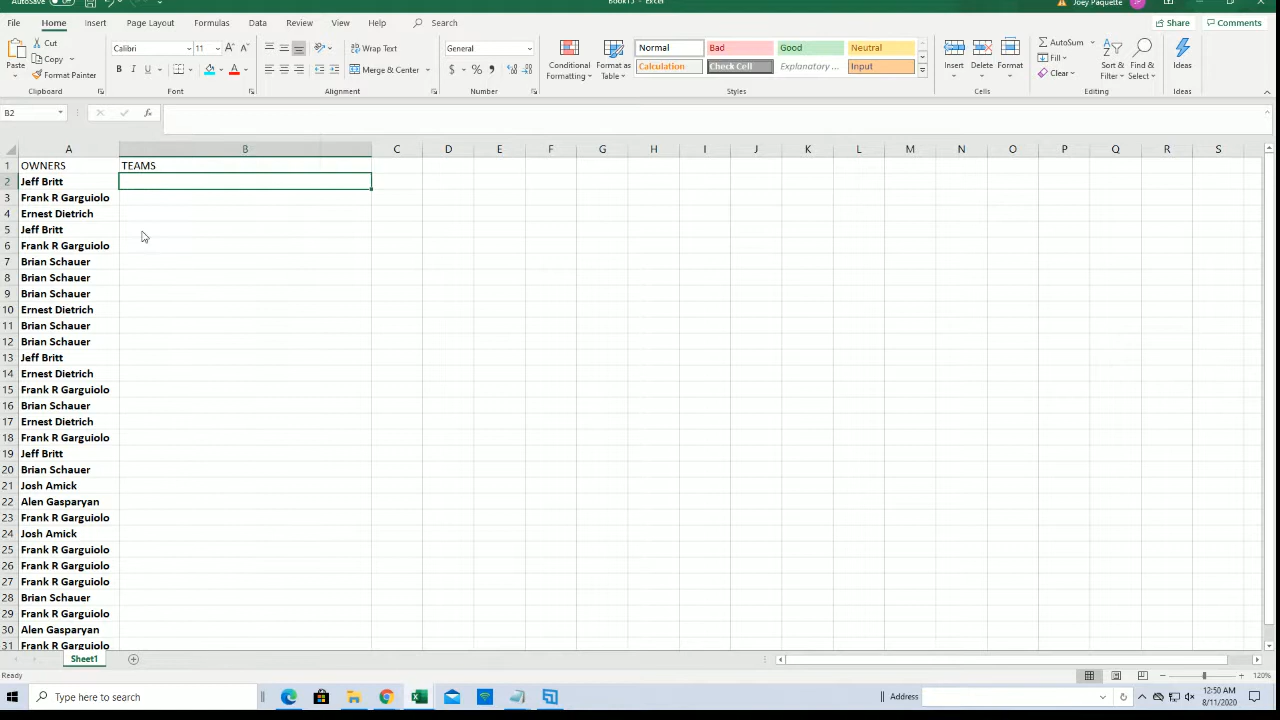 AutoSave
Book13 - Excel
Joey Paquette
File Home Insert Page Layout Formulas Data Review View Help Search Share Comments
Paste
Cut
Copy
Format Painter
Clipboard
Calibri 11
B I U
Font
Wrap Text
Merge & Center
Alignment
General
$ % ,
Number
Conditional Formatting
Format as Table
Normal Bad Good Neutral
Calculation Check Cell Explanatory ... Input
Styles
Insert Delete Format
Cells
AutoSum
Fill
Clear
Sort & Filter
Find & Select
Editing
Ideas
Ideas
B2 fx
A B C D E F G H I J K L M N O P Q R S
1 OWNERS TEAMS
2 Jeff Britt
3 Frank R Garguiolo
4 Ernest Dietrich
5 Jeff Britt
6 Frank R Garguiolo
7 Brian Schauer
8 Brian Schauer
9 Brian Schauer
10 Ernest Dietrich
11 Brian Schauer
12 Brian Schauer
13 Jeff Britt
14 Ernest Dietrich
15 Frank R Garguiolo
16 Brian Schauer
17 Ernest Dietrich
18 Frank R Garguiolo
19 Jeff Britt
20 Brian Schauer
21 Josh Amick
22 Alen Gasparyan
23 Frank R Garguiolo
24 Josh Amick
25 Frank R Garguiolo
26 Frank R Garguiolo
27 Frank R Garguiolo
28 Brian Schauer
29 Frank R Garguiolo
30 Alen Gasparyan
31 Frank R Garguiolo
Sheet1
Ready
120%
Type here to search
Address
12:50 AM
8/11/2020